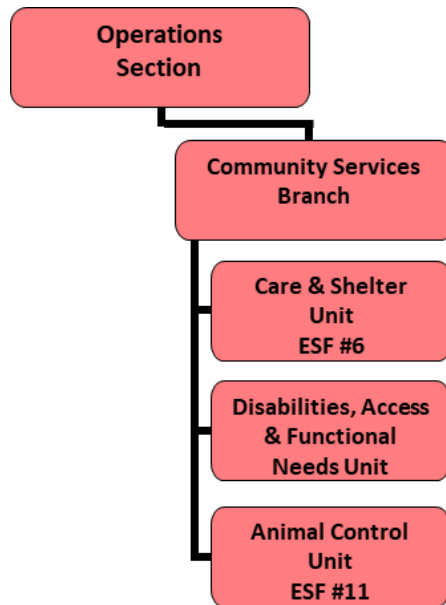 Operations
Section
Community Services
Branch
Care & Shelter
Unit
ESF #6
Disabilities, Access
& Functional
Needs Unit
Animal Control
Unit
ESF #11